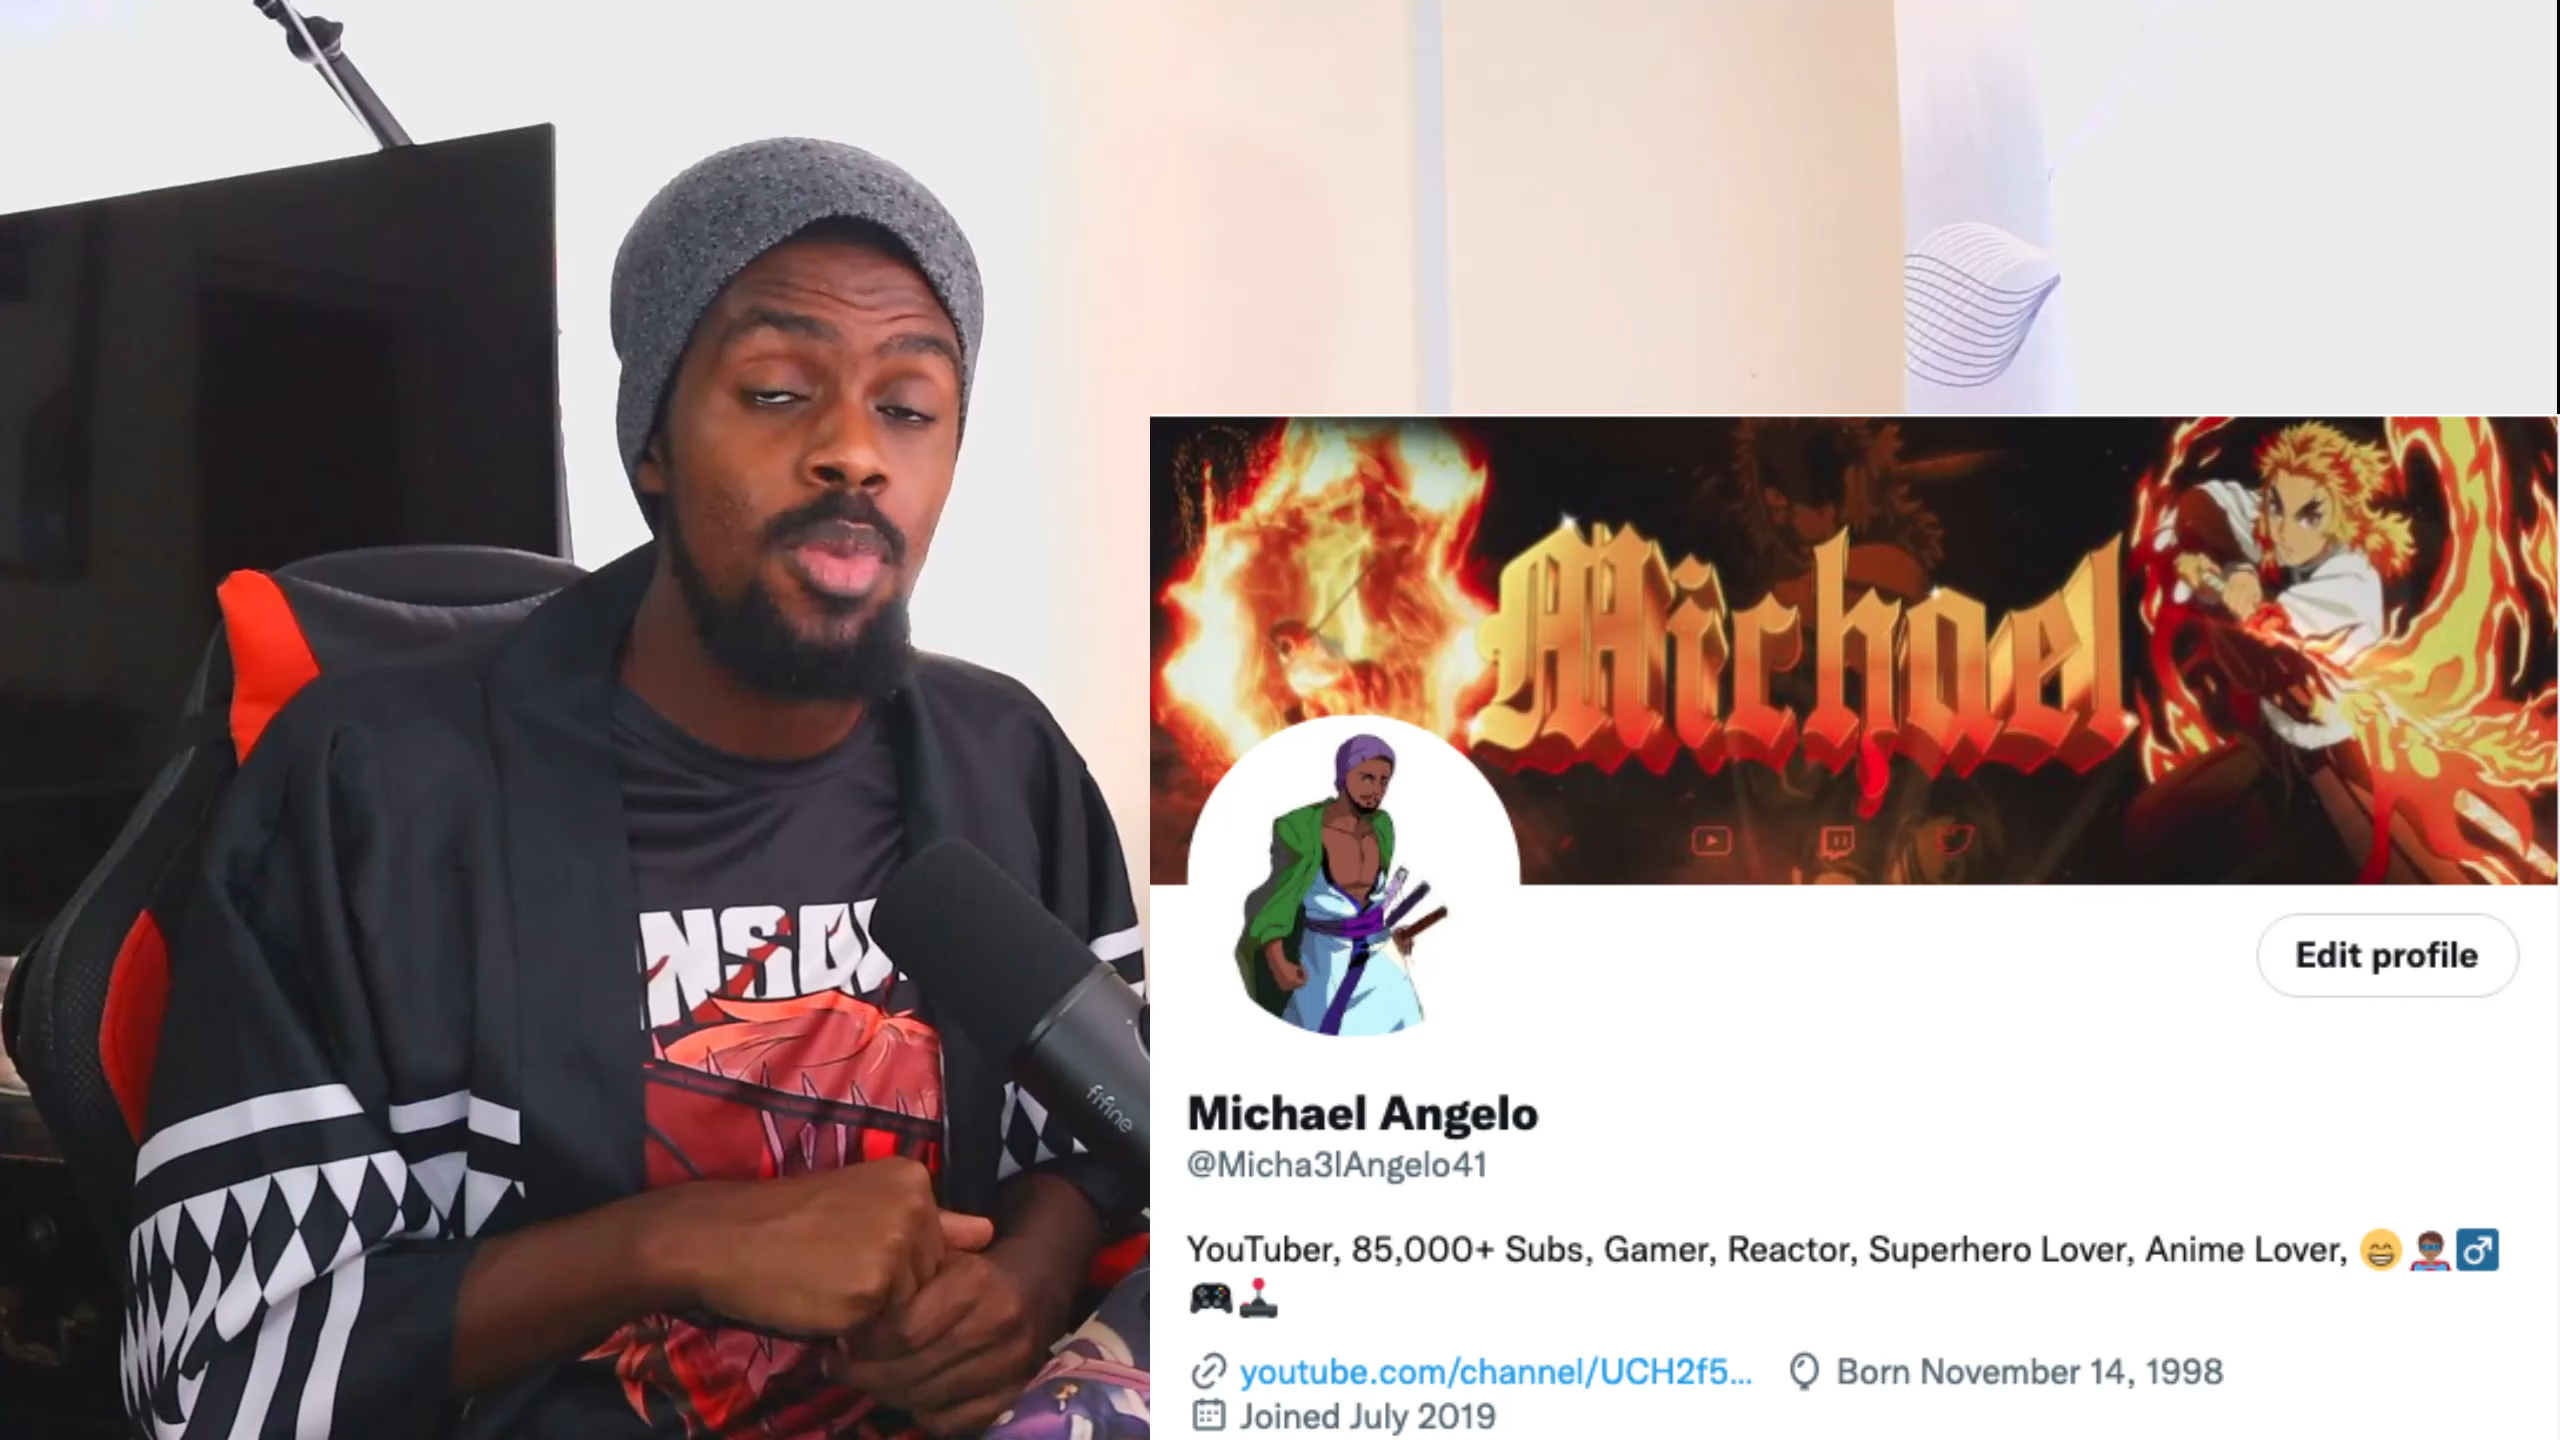 Michael
fifine
Edit profile
Michael Angelo
@Micha3lAngelo41
YouTuber, 85,000+ Subs, Gamer, Reactor, Superhero Lover, Anime Lover, 😁🦸🏾‍♂️
🎮🕹️
youtube.com/channel/UCH2f5...
Born November 14, 1998
Joined July 2019